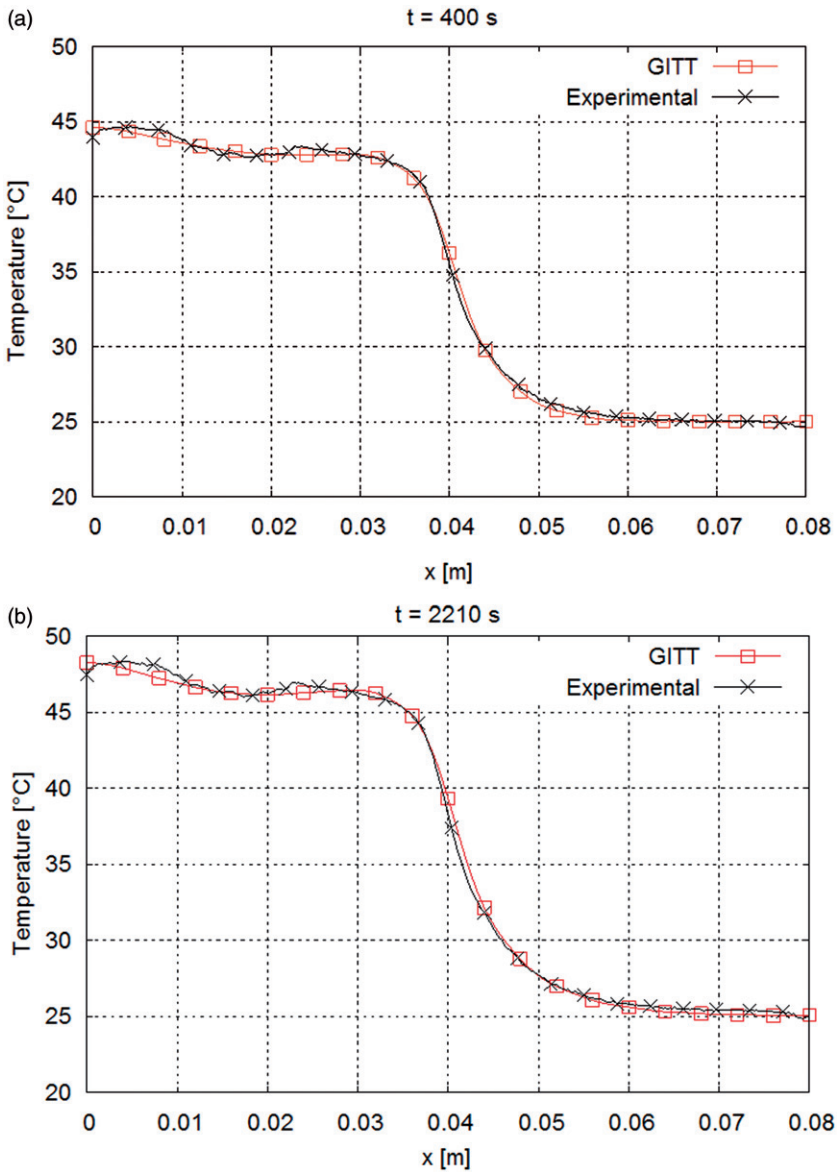 (a)
t = 400 s
50
45
40
35
30
25
20
Temperature [°C]
GITT
Experimental
0 0.01 0.02 0.03 0.04 0.05 0.06 0.07 0.08
x [m]
(b)
t = 2210 s
50
45
40
35
30
25
20
Temperature [°C]
GITT
Experimental
0 0.01 0.02 0.03 0.04 0.05 0.06 0.07 0.08
x [m]